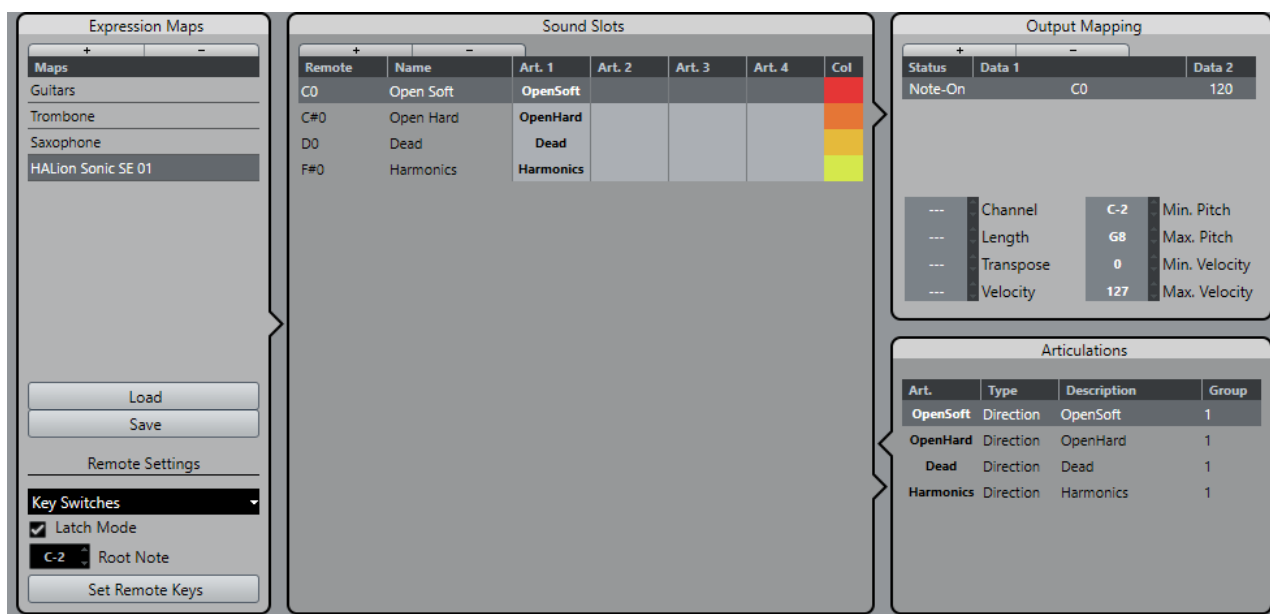 Expression Maps
+ -
Maps
Guitars
Trombone
Saxophone
HALion Sonic SE 01
Load
Save
Remote Settings
Key Switches
Latch Mode
C-2 Root Note
Set Remote Keys
Sound Slots
+ -
Remote Name Art. 1 Art. 2 Art. 3 Art. 4 Col
C0 Open Soft OpenSoft
C#0 Open Hard OpenHard
D0 Dead Dead
F#0 Harmonics Harmonics
Output Mapping
+ -
Status Data 1 Data 2
Note-On C0 120
--- Channel C-2 Min. Pitch
--- Length G8 Max. Pitch
--- Transpose 0 Min. Velocity
--- Velocity 127 Max. Velocity
Articulations
Art. Type Description Group
OpenSoft Direction OpenSoft 1
OpenHard Direction OpenHard 1
Dead Direction Dead 1
Harmonics Direction Harmonics 1